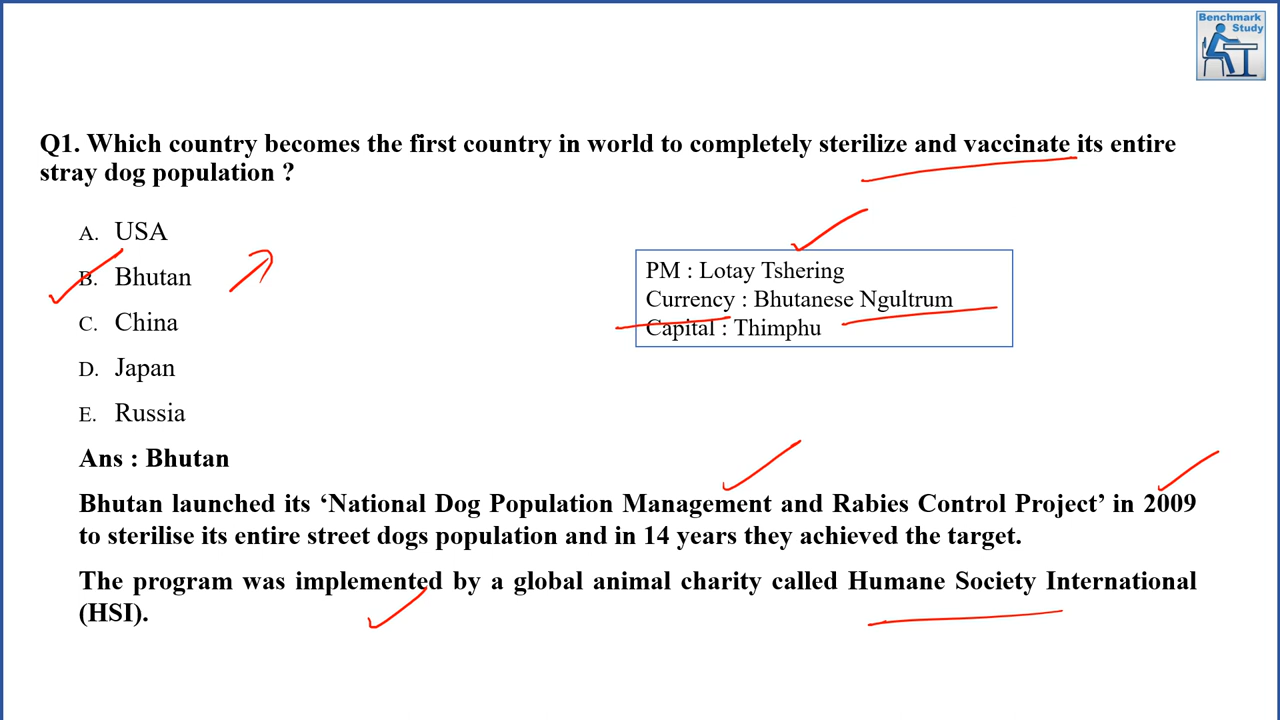 Benchmark
Study
Q1. Which country becomes the first country in world to completely sterilize and vaccinate its entire
stray dog population ?
A. USA
B. Bhutan
C. China
D. Japan
E. Russia
PM : Lotay Tshering
Currency : Bhutanese Ngultrum
Capital : Thimphu
Ans : Bhutan
Bhutan launched its ‘National Dog Population Management and Rabies Control Project’ in 2009
to sterilise its entire street dogs population and in 14 years they achieved the target.
The program was implemented by a global animal charity called Humane Society International
(HSI).